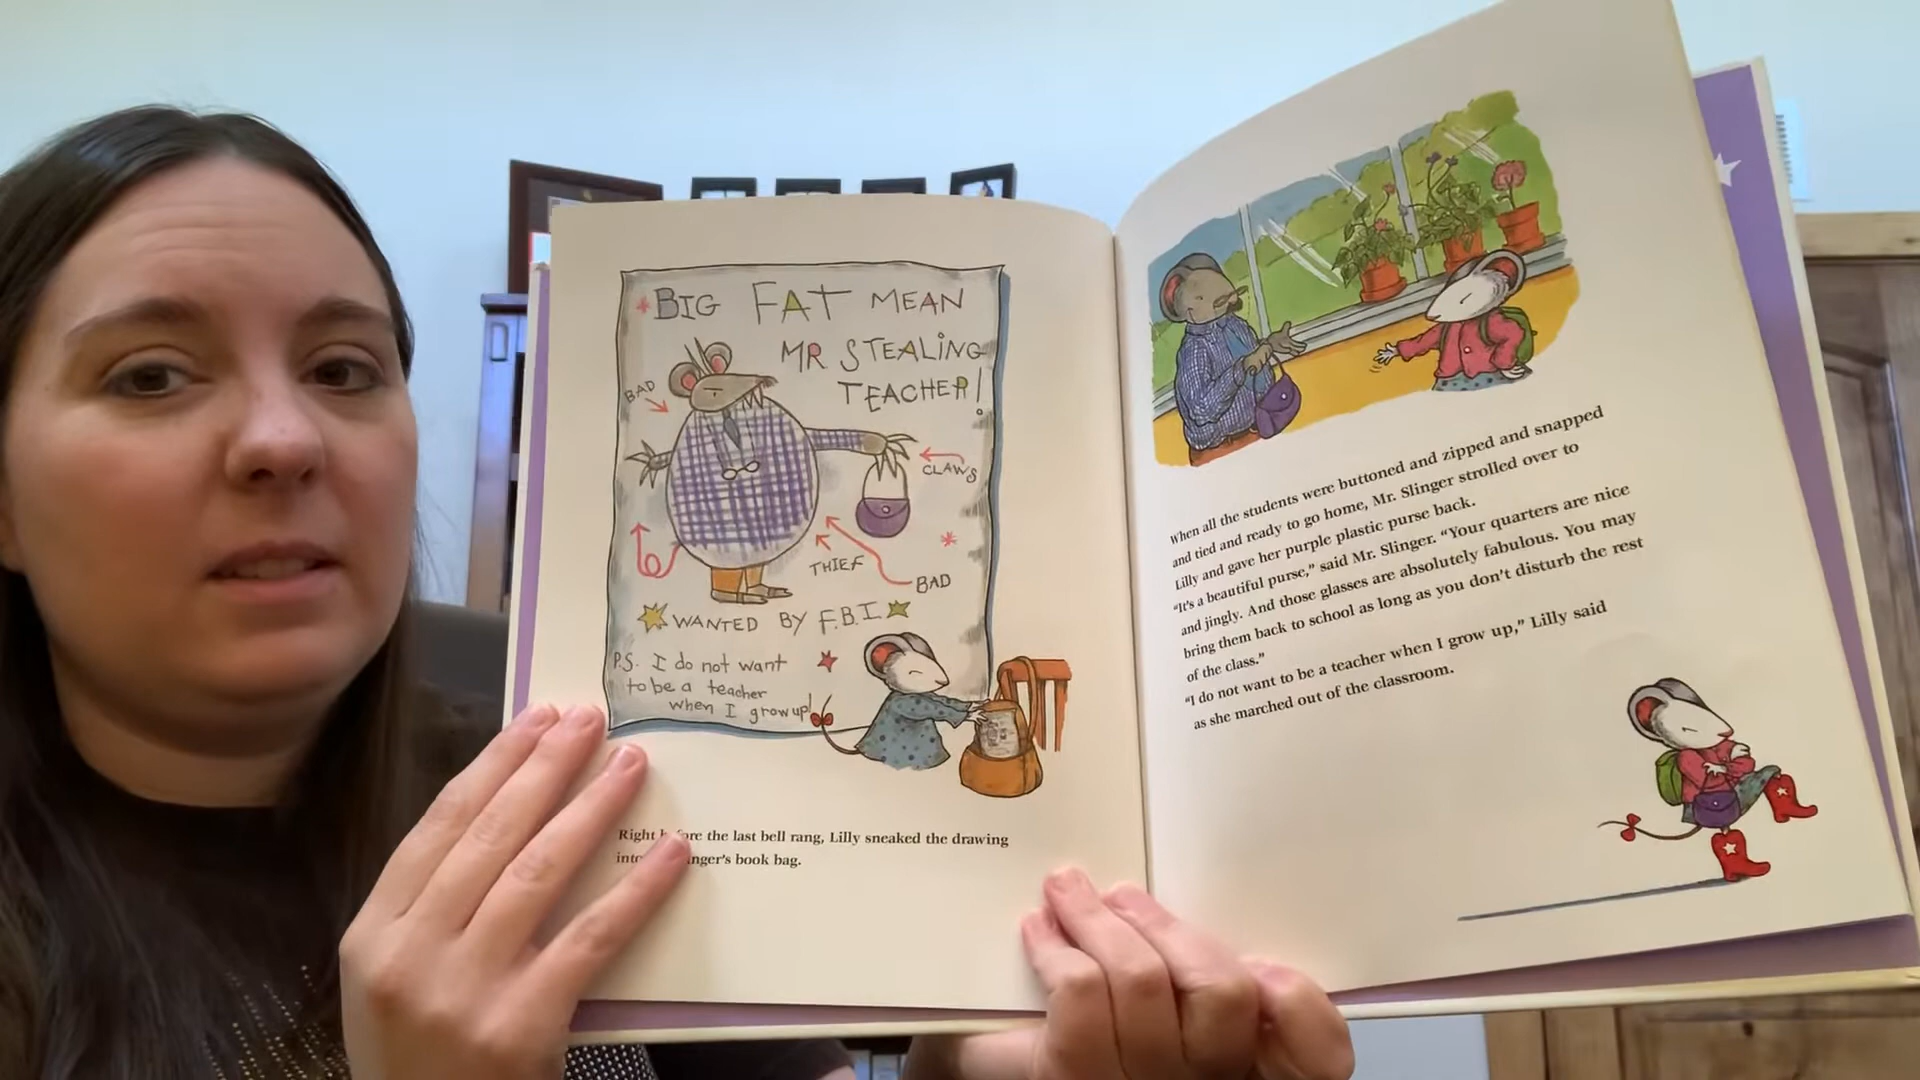 BIG FAT MEAN
MR STEALING
TEACHER!
BAD
CLAWS
THIEF
BAD
WANTED BY F.B.I.
P.S. I do not want
to be a teacher
when I grow up!
Right the last bell rang, Lilly sneaked the drawing
book bag.
When all the students were buttoned and zipped and snapped
and tied and ready to go home, Mr. Slinger strolled over to
Lilly and gave her purple plastic purse back.
“It's a beautiful purse,” said Mr. Slinger. “Your quarters are nice
and jingly. And those glasses are absolutely fabulous. You may
bring them back to school as long as you don't disturb the rest
of the class.”
“I do not want to be a teacher when I grow up,” Lilly said
as she marched out of the classroom.